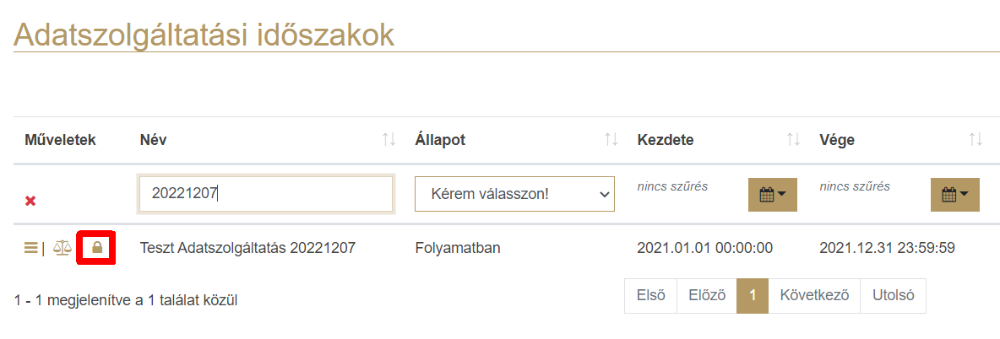 Adatszolgáltatási időszakok
Műveletek Név Állapot Kezdete Vége
20221207 Kérem válasszon! nincs szűrés nincs szűrés
| Teszt Adatszolgáltatás 20221207 Folyamatban 2021.01.01 00:00:00 2021.12.31 23:59:59
1 - 1 megjelenítve a 1 találat közül Első Előző 1 Következő Utolsó